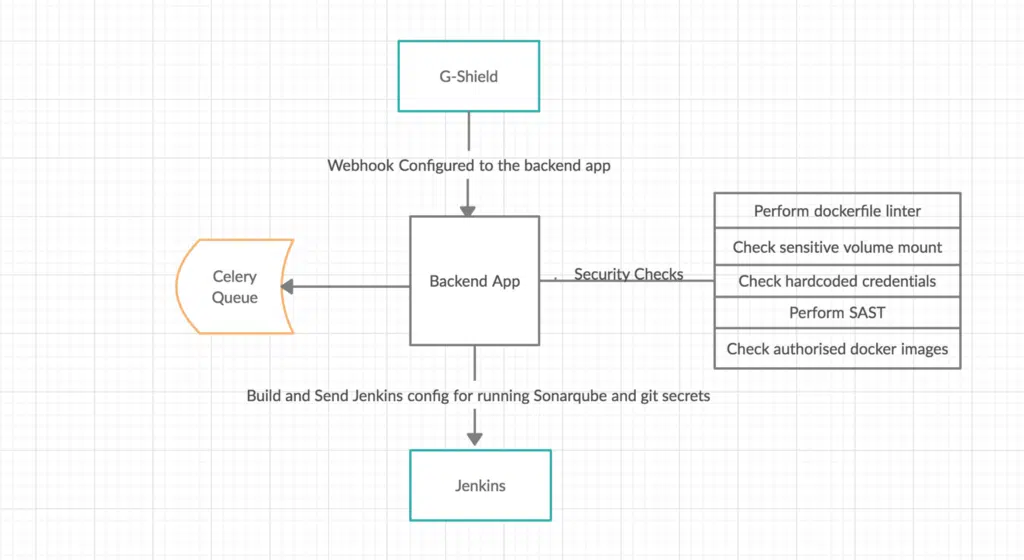 G-Shield
Webhook Configured to the backend app
Perform dockerfile linter
Check sensitive volume mount
Celery
Queue
Backend App
Security Checks
Check hardcoded credentials
Perform SAST
Check authorised docker images
Build and Send Jenkins config for running Sonarqube and git secrets
Jenkins